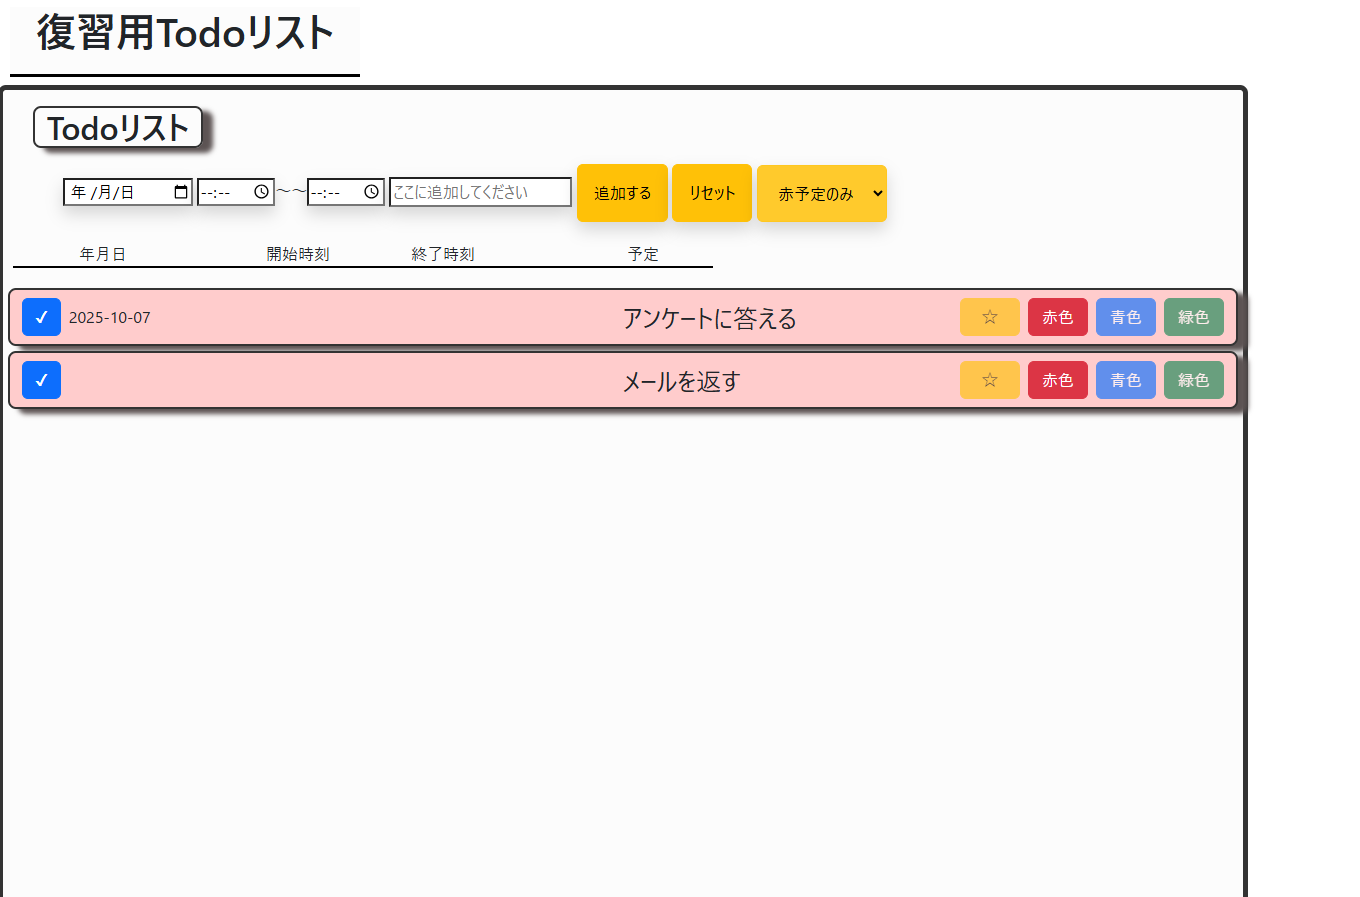 復習用Todoリスト
Todoリスト
年 /月/日 --:-- ～～ --:-- ここに追加してください 追加する リセット 赤予定のみ
年月日 開始時刻 終了時刻 予定
✓ 2025-10-07 アンケートに答える ☆ 赤色 青色 緑色
✓ メールを返す ☆ 赤色 青色 緑色